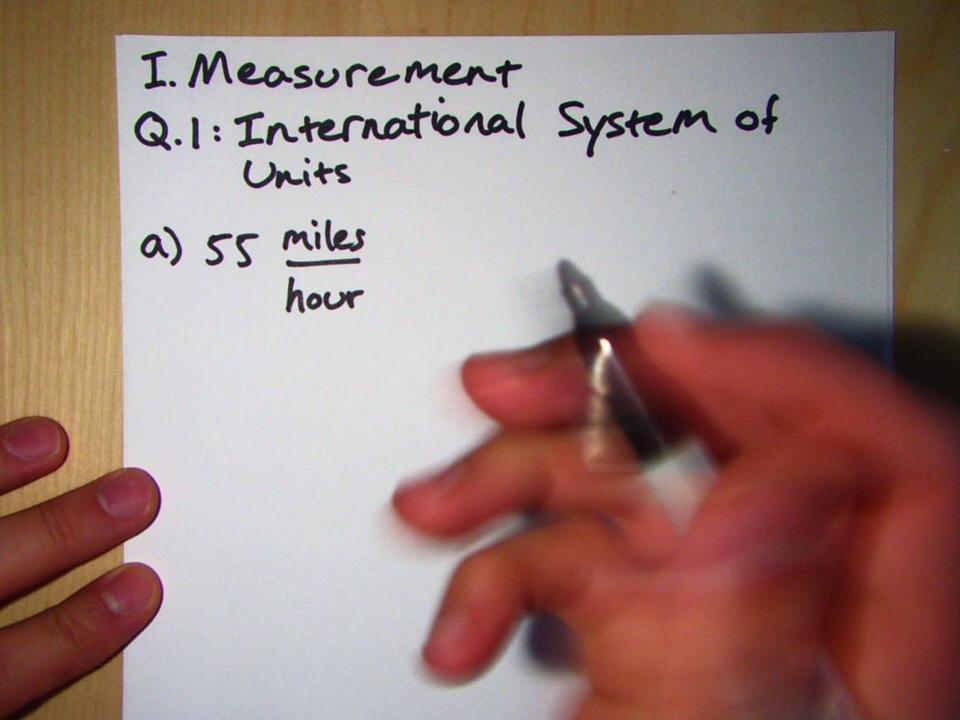 I. Measurement
Q.1: International System of
Units
a) 55 miles
hour